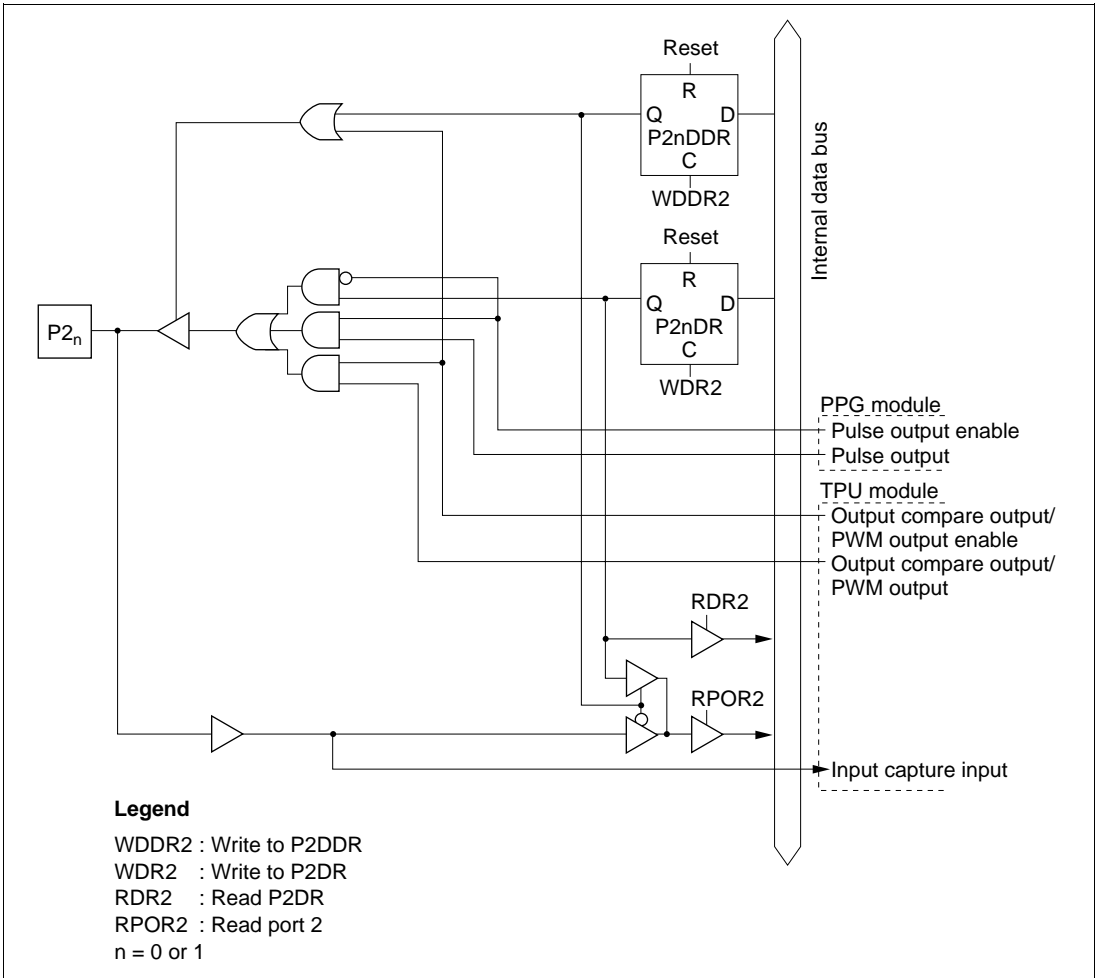 Reset
R
Q D
P2nDDR
C
WDDR2
Internal data bus
Reset
R
Q D
P2nDR
C
WDR2
P2n
PPG module
Pulse output enable
Pulse output
TPU module
Output compare output/
PWM output enable
Output compare output/
PWM output
RDR2
RPOR2
Input capture input
Legend
WDDR2 : Write to P2DDR
WDR2 : Write to P2DR
RDR2 : Read P2DR
RPOR2 : Read port 2
n = 0 or 1